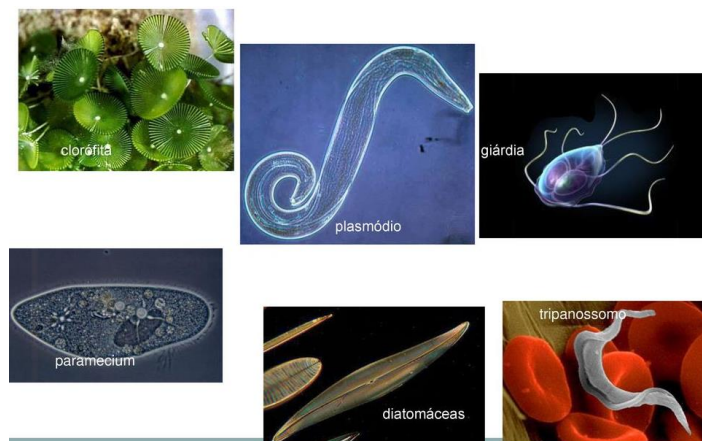 clorófita
plasmódio
giárdia
paramecium
diatomáceas
tripanossomo